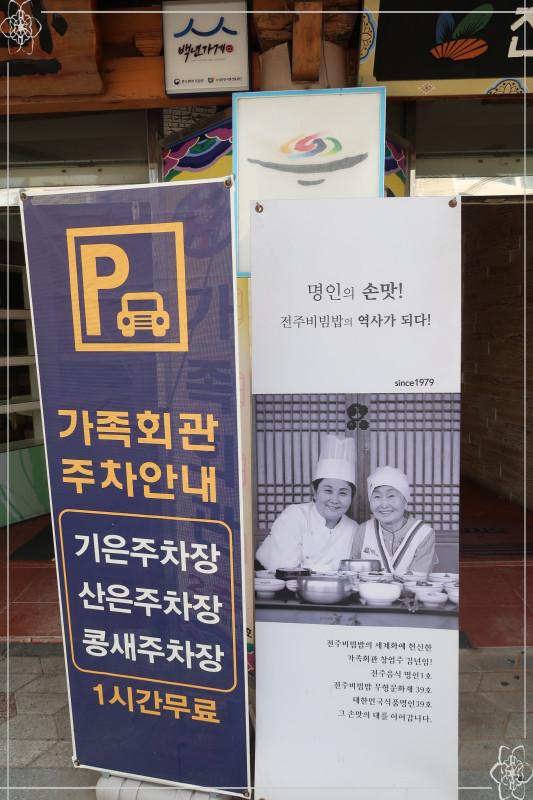 백년가게
가족회관
주차안내
기은주차장
산은주차장
콩새주차장
1시간무료
명인의 손맛!
전주비빔밥의 역사가 되다!
since1979
전주비빔밥의 세계화에 헌신한
가족회관 창업주 김년임!
전주음식 명인1호
전주비빔밥 무형문화재 39호
대한민국식품명인39호
그 손맛의 대를 이어갑니다.